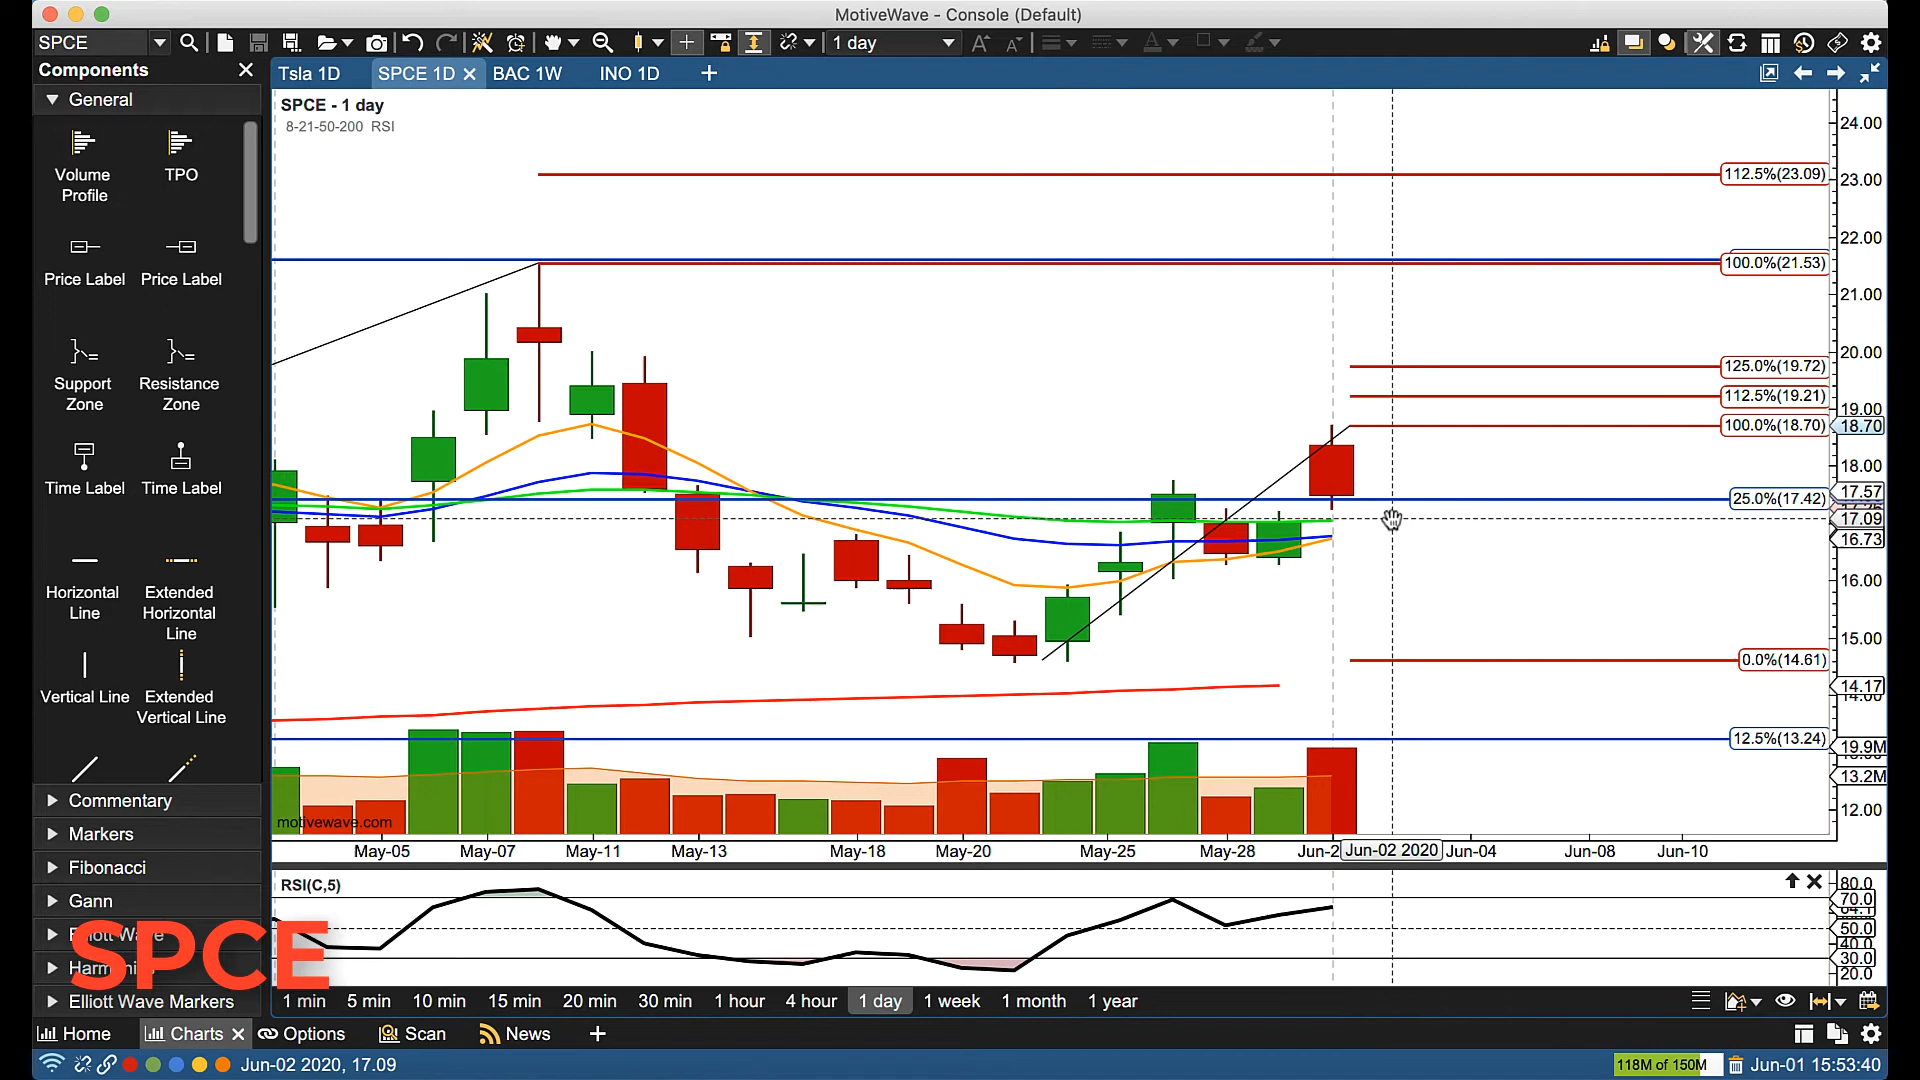 MotiveWave - Console (Default)
SPCE
1 day
Components
Tsla 1D
SPCE 1D
BAC 1W
INO 1D
General
Volume Profile
TPO
Price Label
Price Label
Support Zone
Resistance Zone
Time Label
Time Label
Horizontal Line
Extended Horizontal Line
Vertical Line
Extended Vertical Line
Commentary
Markers
Fibonacci
Gann
Elliott Wave Markers
SPCE
SPCE - 1 day
8-21-50-200 RSI
24.00
112.5%(23.09)
23.00
22.00
100.0%(21.53)
21.00
20.00
125.0%(19.72)
112.5%(19.21)
19.00
100.0%(18.70)
18.70
18.00
25.0%(17.42)
17.57
17.09
16.73
16.00
15.00
0.0%(14.61)
14.17
14.00
12.5%(13.24)
19.9M
13.2M
12.00
motivewave.com
May-05
May-07
May-11
May-13
May-18
May-20
May-25
May-28
Jun-2
Jun-02 2020
Jun-04
Jun-08
Jun-10
RSI(C,5)
80.0
70.0
50.0
40.0
30.0
20.0
1 min
5 min
10 min
15 min
20 min
30 min
1 hour
4 hour
1 day
1 week
1 month
1 year
Home
Charts
Options
Scan
News
Jun-02 2020, 17.09
118M of 150M
Jun-01 15:53:40